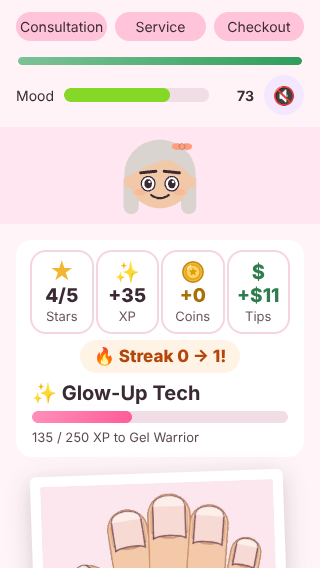 Consultation
Service
Checkout
Mood
73
4/5
Stars
+35
XP
+0
Coins
$
+$11
Tips
🔥 Streak 0 → 1!
✨ Glow-Up Tech
135 / 250 XP to Gel Warrior